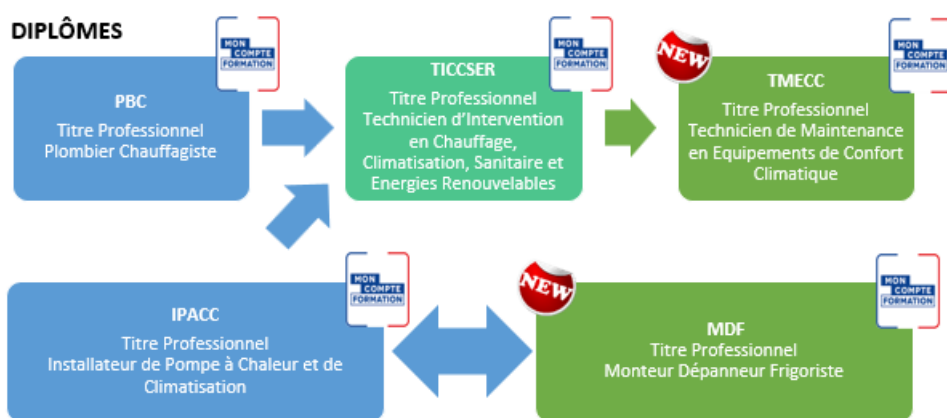 DIPLÔMES
MON
COMPTE
FORMATION
PBC
Titre Professionnel
Plombier Chauffagiste
MON
COMPTE
FORMATION
TICCSER
Titre Professionnel
Technicien d'Intervention
en Chauffage,
Climatisation, Sanitaire et
Energies Renouvelables
NEW
MON
COMPTE
FORMATION
TMECC
Titre Professionnel
Technicien de Maintenance
en Equipements de Confort
Climatique
MON
COMPTE
FORMATION
IPACC
Titre Professionnel
Installateur de Pompe à Chaleur et de
Climatisation
NEW
MON
COMPTE
FORMATION
MDF
Titre Professionnel
Monteur Dépanneur Frigoriste